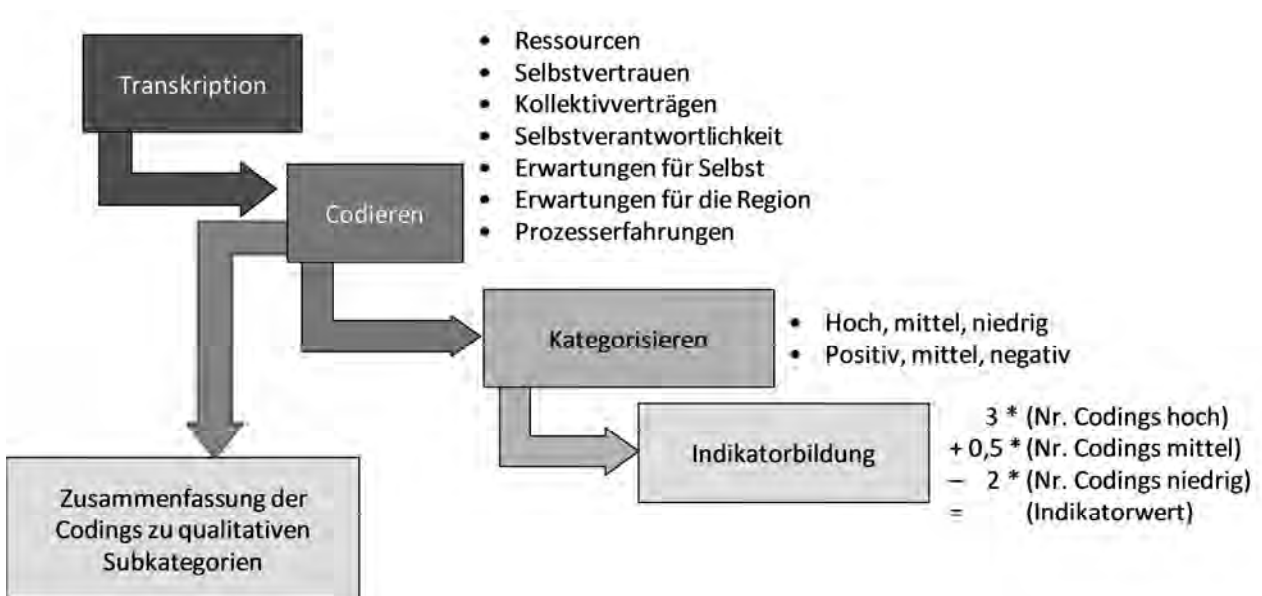 Transkription
• Ressourcen
• Selbstvertrauen
• Kollektivverträgen
• Selbstverantwortlichkeit
• Erwartungen für Selbst
• Erwartungen für die Region
• Prozesserfahrungen
Codieren
Kategorisieren
• Hoch, mittel, niedrig
• Positiv, mittel, negativ
Indikatorbildung
3 * (Nr. Codings hoch)
+ 0,5 * (Nr. Codings mittel)
– 2 * (Nr. Codings niedrig)
= (Indikatorwert)
Zusammenfassung der
Codings zu qualitativen
Subkategorien